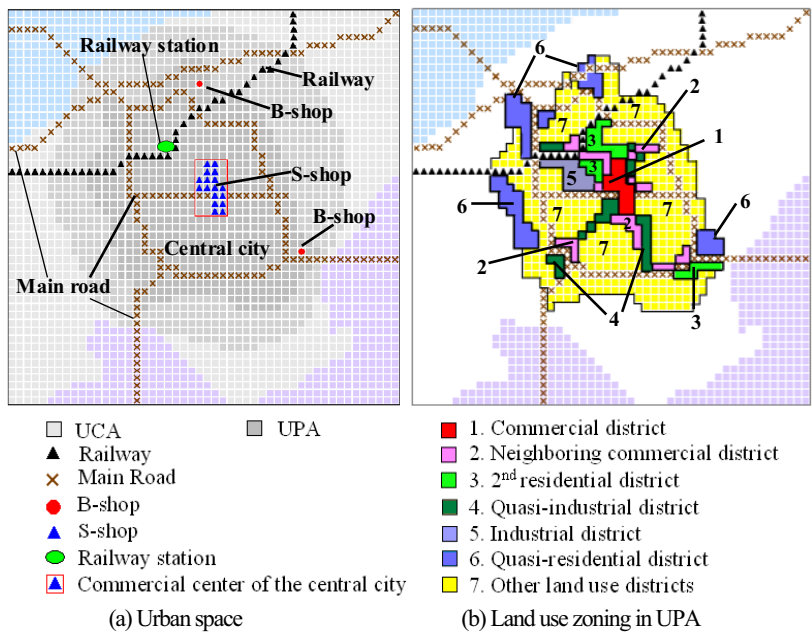 Railway station
Railway
B-shop
S-shop
B-shop
Central city
Main road
UCA
UPA
Railway
Main Road
B-shop
S-shop
Railway station
Commercial center of the central city
(a) Urban space
6
2
7
7
3
1
3
5
6
7
7
6
2
2
7
4
3
1. Commercial district
2. Neighboring commercial district
3. 2nd residential district
4. Quasi-industrial district
5. Industrial district
6. Quasi-residential district
7. Other land use districts
(b) Land use zoning in UPA